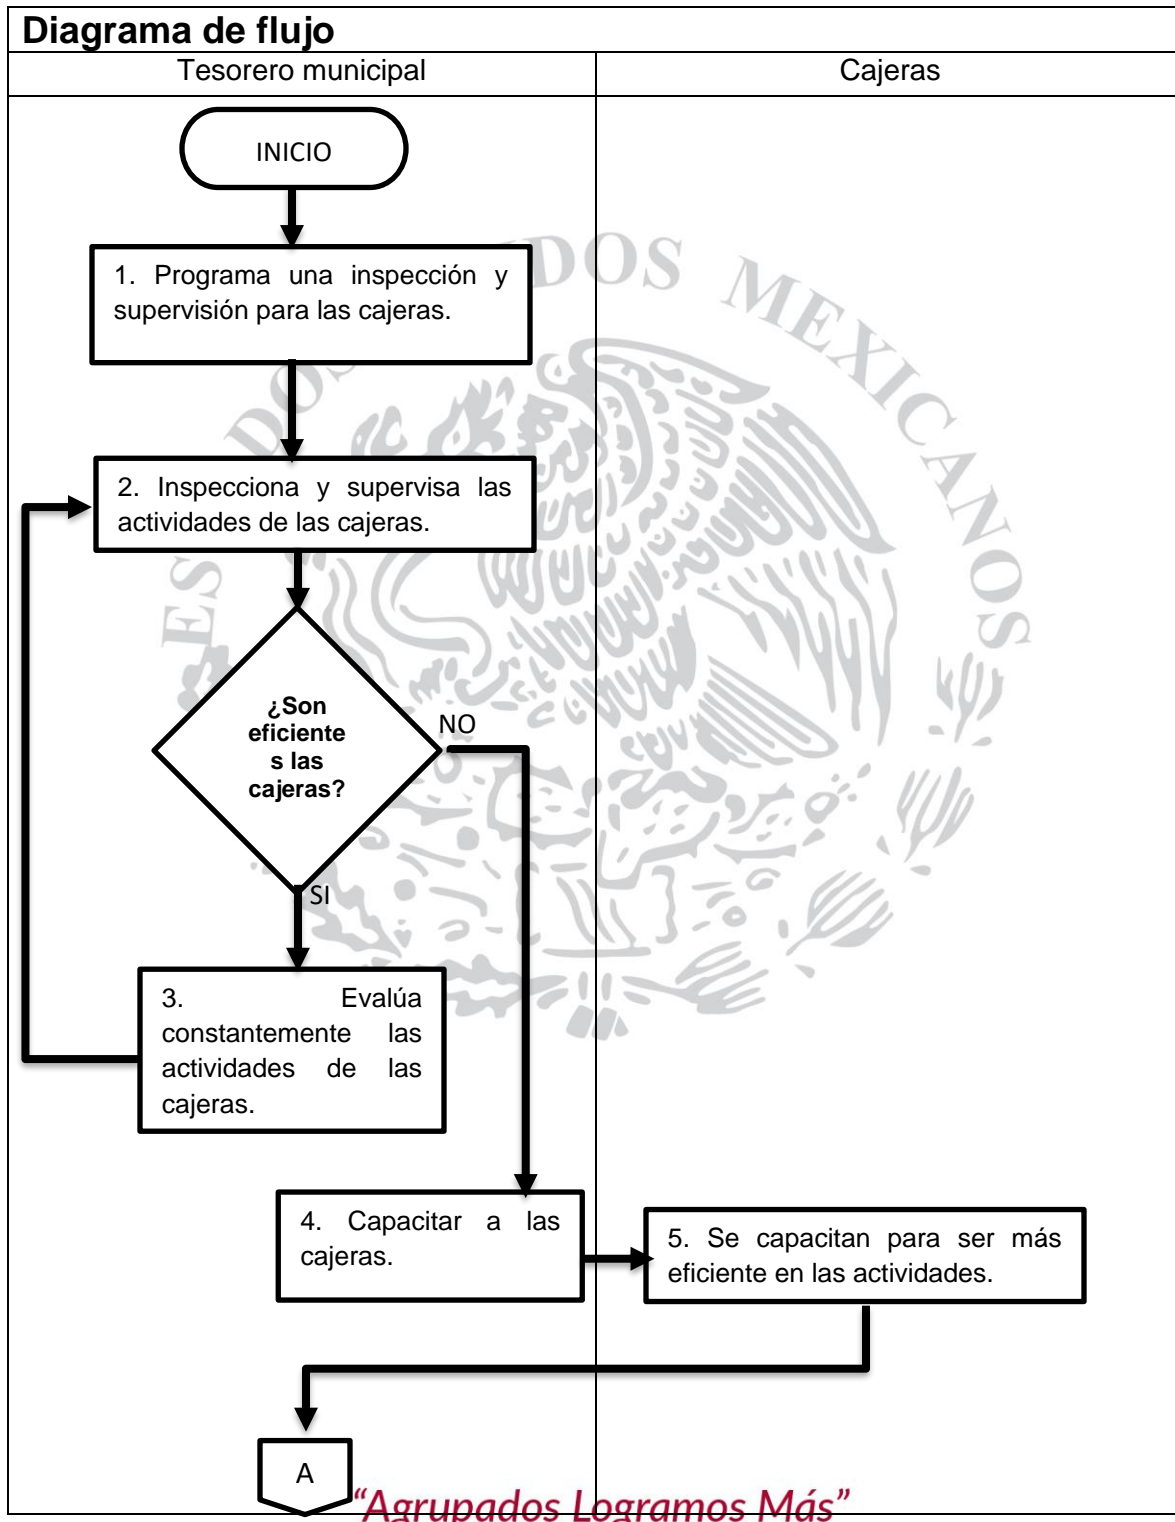 Diagrama de flujo
Tesorero municipal
Cajeras
INICIO
1. Programa una inspección y
supervisión para las cajeras.
2. Inspecciona y supervisa las
actividades de las cajeras.
¿Son
eficiente
s las
cajeras?
NO
SI
3. Evalúa
constantemente las
actividades de las
cajeras.
4. Capacitar a las
cajeras.
5. Se capacitan para ser más
eficiente en las actividades.
A
"Agrupados Logramos Más"
DOS MEXICANOS